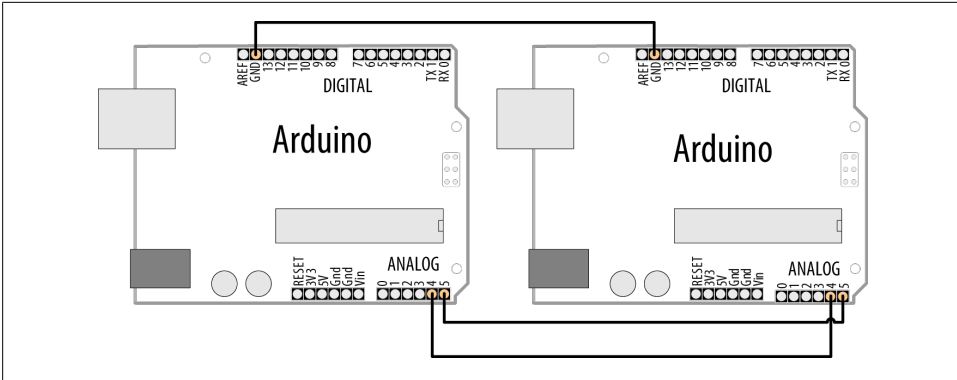 AREF GND 13 12 11 10 9 8 7 6 5 4 3 2 TX 1 RX 0
DIGITAL
Arduino
RESET 3V3 5V Gnd Gnd Vin
ANALOG
0 1 2 3 4 5
AREF GND 13 12 11 10 9 8 7 6 5 4 3 2 TX 1 RX 0
DIGITAL
Arduino
RESET 3V3 5V Gnd Gnd Vin
ANALOG
0 1 2 3 4 5